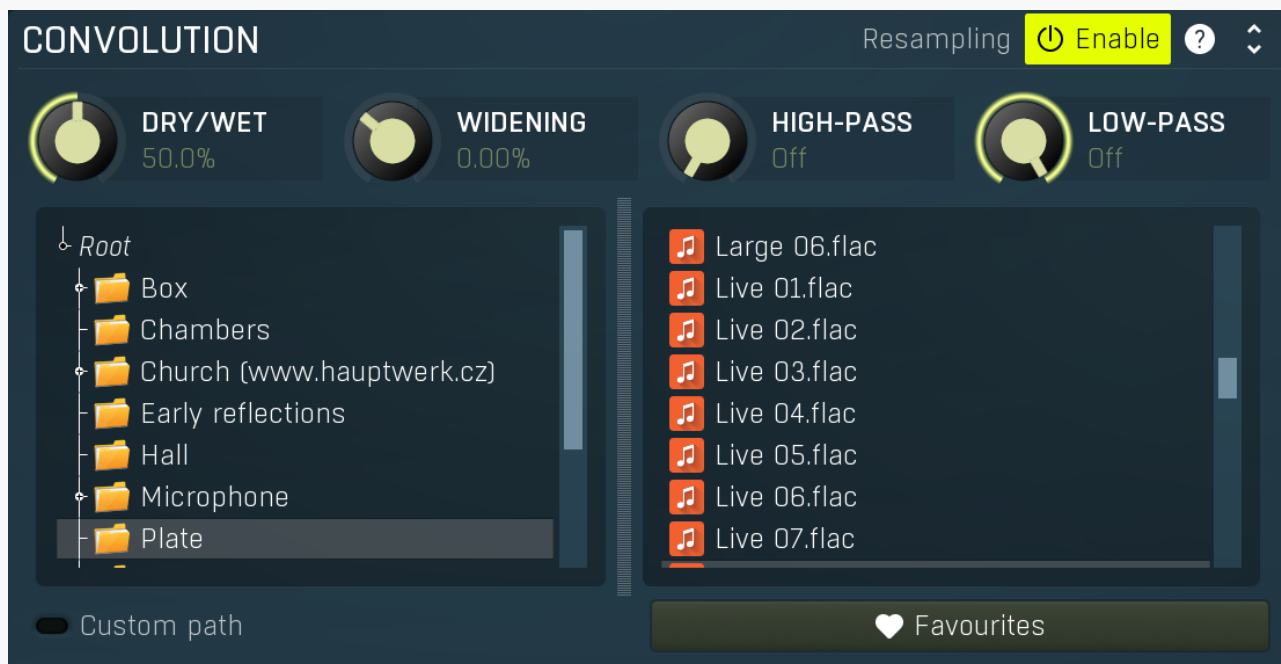 CONVOLUTION
Resampling Enable ?
DRY/WET
50.0%
WIDENING
0.00%
HIGH-PASS
Off
LOW-PASS
Off
Root
Box
Chambers
Church (www.hauptwerk.cz)
Early reflections
Hall
Microphone
Plate
Large 06.flac
Live 01.flac
Live 02.flac
Live 03.flac
Live 04.flac
Live 05.flac
Live 06.flac
Live 07.flac
Custom path
Favourites